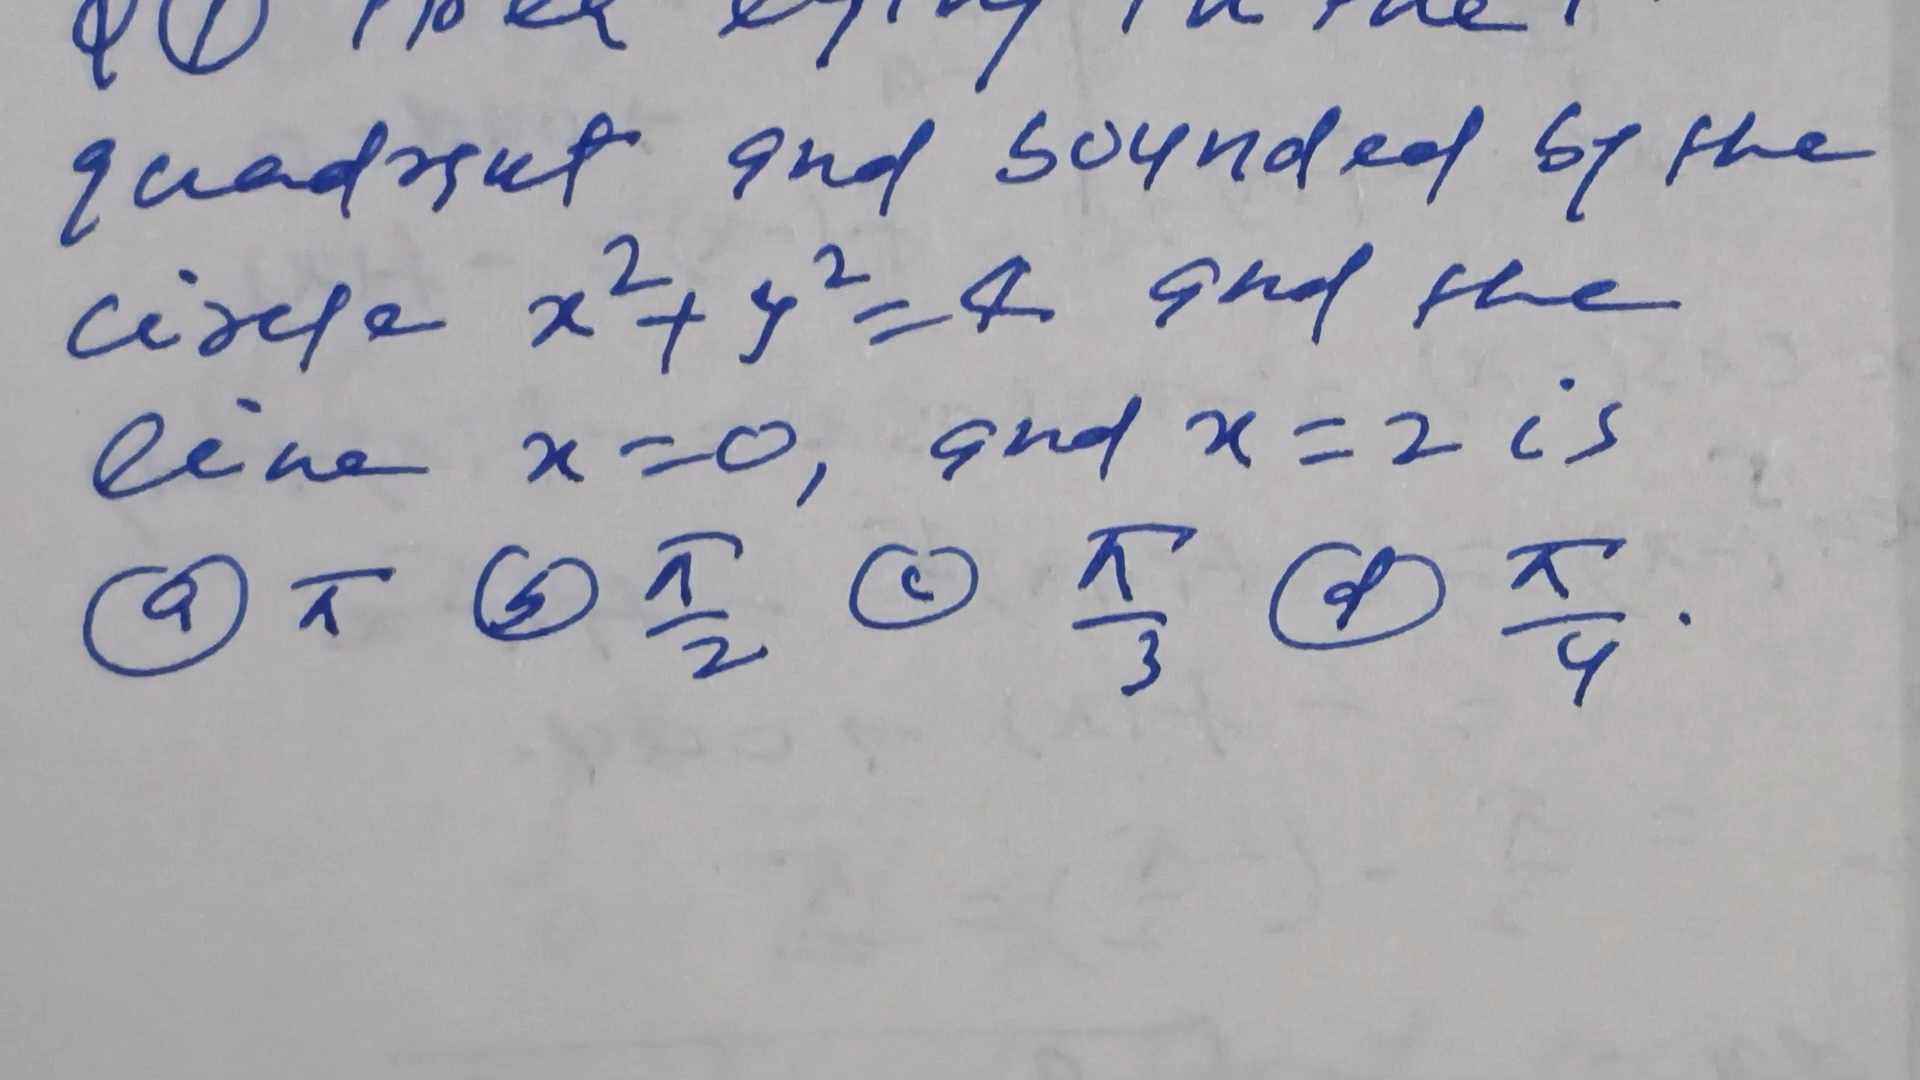 quadrant and bounded by the
circle x²+y²=4 and the
line x=0, and x=2 is
(a) π (b) π/2 (c) π/3 (d) π/4.